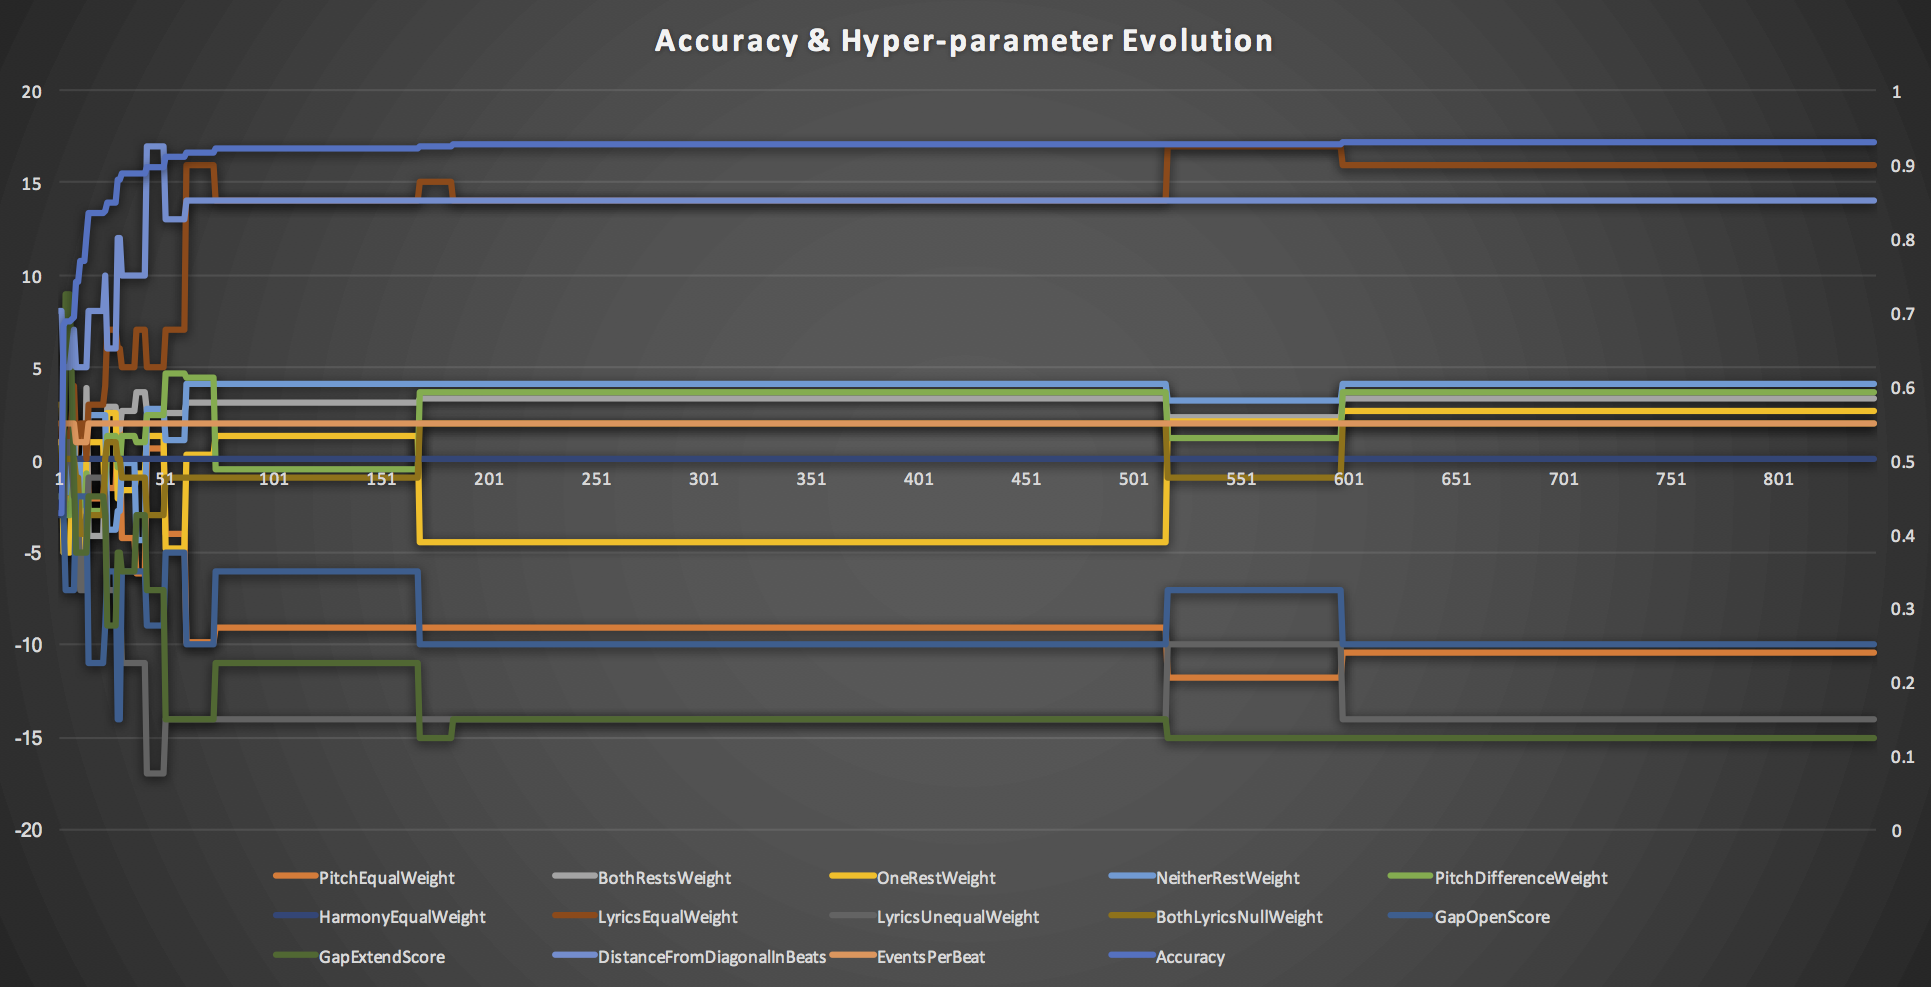 Accuracy & Hyper-parameter Evolution
20 1
15 0.9
10 0.8
5 0.7
0 0.6
-5 0.5
-10 0.4
-15 0.3
-20 0.2
0.1
0
1 51 101 151 201 251 301 351 401 451 501 551 601 651 701 751 801
PitchEqualWeight BothRestsWeight OneRestWeight NeitherRestWeight PitchDifferenceWeight
HarmonyEqualWeight LyricsEqualWeight LyricsUnequalWeight BothLyricsNullWeight GapOpenScore
GapExtendScore DistanceFromDiagonalInBeats EventsPerBeat Accuracy